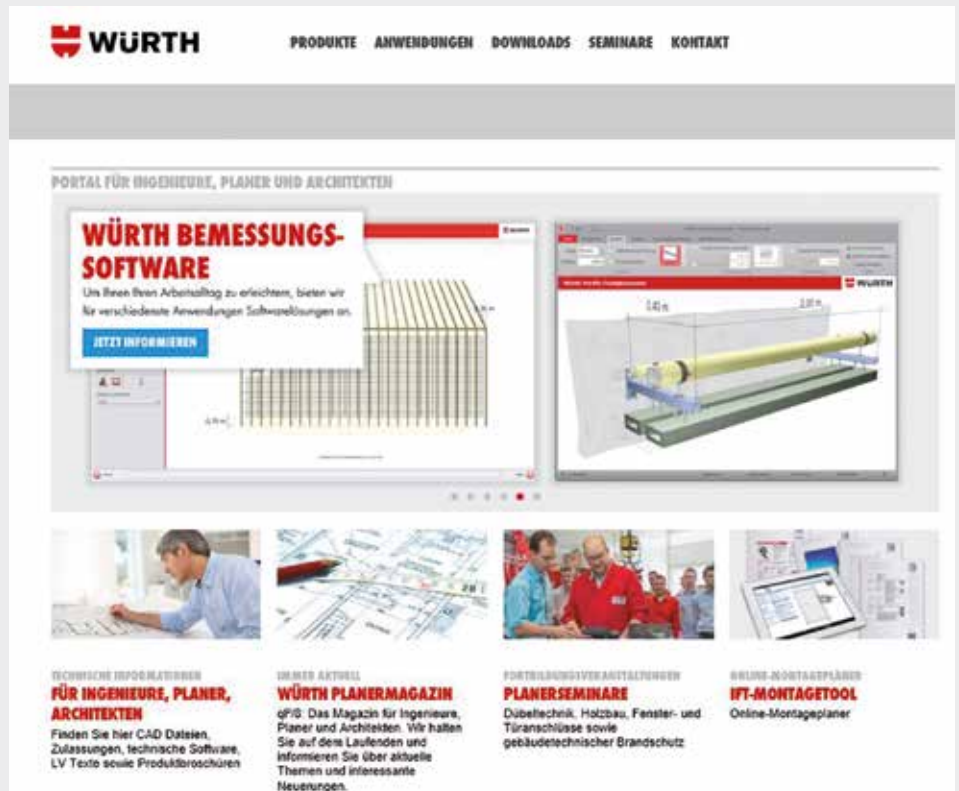 WÜRTH
PRODUKTE ANWENDUNGEN DOWNLOADS SEMINARE KONTAKT
PORTAL FÜR INGENIEURE, PLANER UND ARCHITEKTEN
WÜRTH BEMESSUNGS-
SOFTWARE
Um Ihnen Ihren Arbeitsalltag zu erleichtern, bieten wir
für verschiedenste Anwendungen Softwarelösungen an.
JETZT INFORMIEREN
WÜRTH
TECHNISCHE INFORMATIONEN
FÜR INGENIEURE, PLANER,
ARCHITEKTEN
Finden Sie hier CAD Dateien,
Zulassungen, technische Software,
LV Texte sowie Produktbroschüren
IMMER AKTUELL
WÜRTH PLANERMAGAZIN
Das Magazin für Ingenieure,
Planer und Architekten. Wir halten
Sie auf dem Laufenden und
informieren Sie über aktuelle
Themen und interessante
Neuerungen.
FORTBILDUNGSVERANSTALTUNGEN
PLANERSEMINARE
Dübeltechnik, Holzbau, Fenster- und
Türanschlüsse sowie
gebäudetechnischer Brandschutz
ONLINE-MONTAGEPLANER
IFT-MONTAGETOOL
Online-Montageplaner